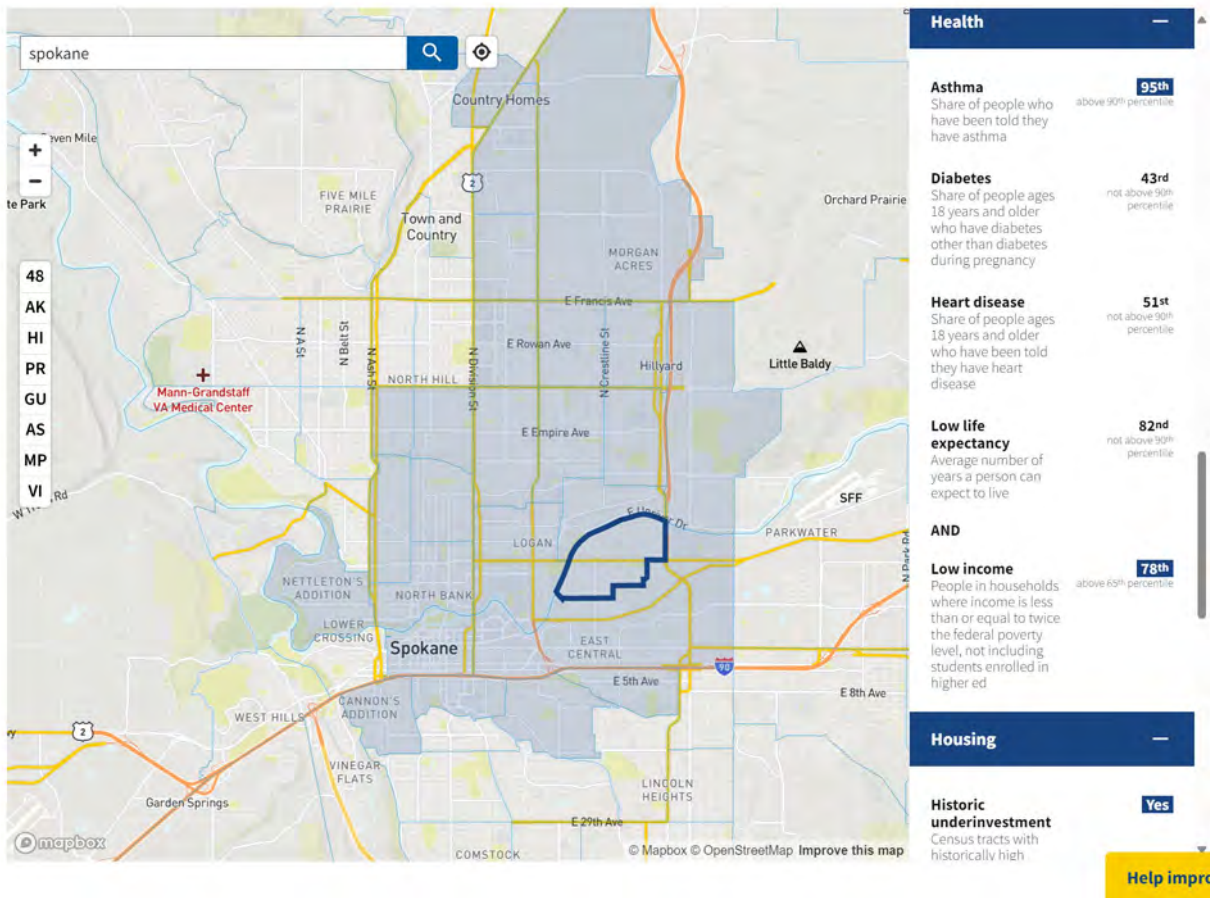 spokane
Country Homes
even Mile
2
te Park
FIVE MILE
PRAIRIE
Town and
Country
Orchard Prairie
MORGAN
ACRES
48
AK
HI
PR
GU
AS
MP
VI
E Francis Ave
N A St
N Belt St
N Ash St
N Division St
N Crestline St
E Rowan Ave
Hillyard
Little Baldy
NORTH HILL
Mann-Grandstaff
VA Medical Center
E Empire Ave
Rd
SFF
E Dr
LOGAN
PARKWATER
N Park Rd
NETTLETON'S
ADDITION
NORTH BANK
LOWER
CROSSING
Spokane
EAST
CENTRAL
90
E 5th Ave
E 8th Ave
CANNON'S
ADDITION
WEST HILLS
2
VINEGAR
FLATS
LINCOLN
HEIGHTS
Garden Springs
E 29th Ave
COMSTOCK
mapbox
© Mapbox © OpenStreetMap Improve this map
Health
Asthma 95th
Share of people who above 90th percentile
have been told they
have asthma
Diabetes 43rd
Share of people ages not above 90th
18 years and older percentile
who have diabetes
other than diabetes
during pregnancy
Heart disease 51st
Share of people ages not above 90th
18 years and older percentile
who have been told
they have heart
disease
Low life 82nd
expectancy not above 90th
Average number of percentile
years a person can
expect to live
AND
Low income 78th
People in households above 65th percentile
where income is less
than or equal to twice
the federal poverty
level, not including
students enrolled in
higher ed
Housing
Historic Yes
underinvestment
Census tracts with
historically high
Help impro